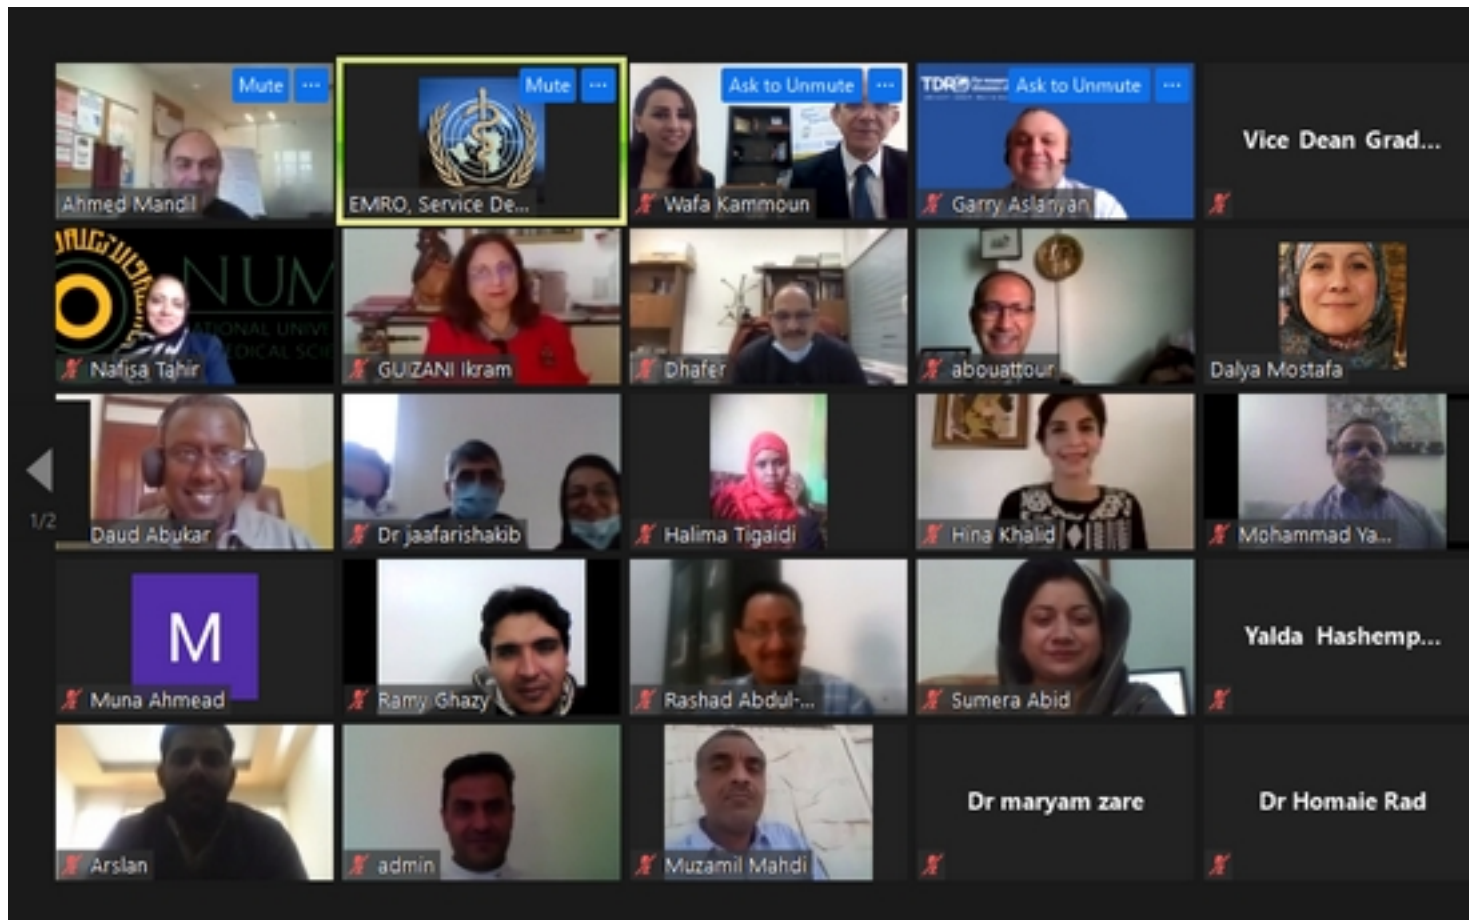 Mute
Ahmed Mandil
Mute
EMRO, Service De...
Ask to Unmute
Wafa Kammoun
TDR
Ask to Unmute
Garry Aslanyan
Vice Dean Grad...
NUM
Nafisa Tahir
GUIZANI Ikram
Dhafer
abouattour
Dalya Mostafa
1/2
Daud Abukar
Dr jaafarishakib
Halima Tigaidi
Hina Khalid
Mohammad Ya...
M
Muna Ahmead
Ramy Ghazy
Rashad Abdul-...
Sumera Abid
Yalda Hashemp...
Arslan
admin
Muzamil Mahdi
Dr maryam zare
Dr Homaie Rad